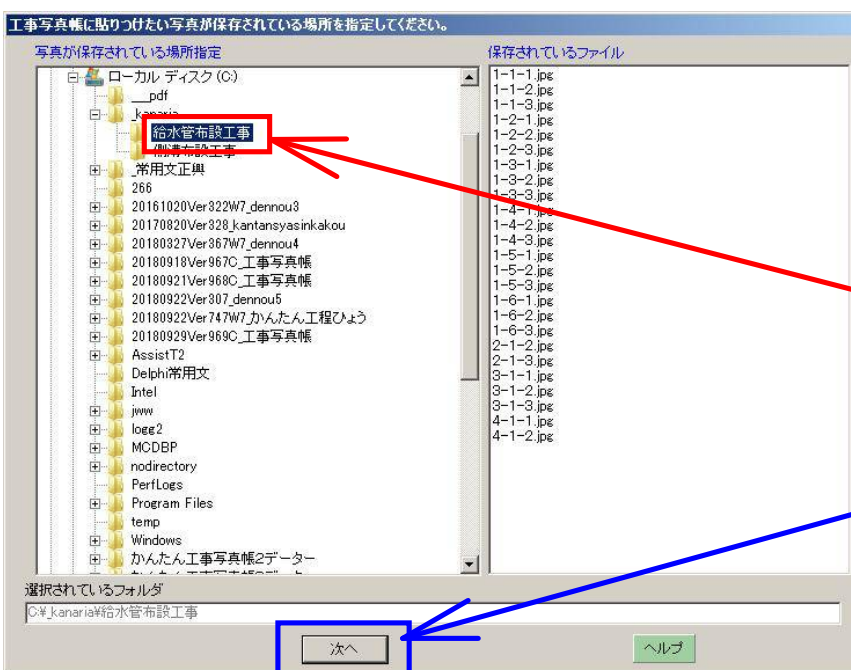 工事写真帳に貼りつけたい写真が保存されている場所を指定してください。
写真が保存されている場所指定
ローカル ディスク (C:)
__pdf
_kanaria
給水管布設工事
側溝布設工事
_常用文正興
266
20161020Ver322W7_dennou3
20170820Ver328_kantansyasinkakou
20180327Ver367W7_dennou4
20180918Ver967C_工事写真帳
20180921Ver968C_工事写真帳
20180922Ver307_dennou5
20180922Ver747W7_かんたん工程ひょう
20180929Ver969C_工事写真帳
AssistT2
Delphi常用文
Intel
jww
logg2
MCDBP
nodirectory
PerfLogs
Program Files
temp
Windows
かんたん工事写真帳2データー
保存されているファイル
1-1-1.jpg
1-1-2.jpg
1-1-3.jpg
1-2-1.jpg
1-2-2.jpg
1-2-3.jpg
1-3-1.jpg
1-3-2.jpg
1-3-3.jpg
1-4-1.jpg
1-4-2.jpg
1-4-3.jpg
1-5-1.jpg
1-5-2.jpg
1-5-3.jpg
1-6-1.jpg
1-6-2.jpg
1-6-3.jpg
2-1-2.jpg
2-1-3.jpg
3-1-1.jpg
3-1-2.jpg
3-1-3.jpg
4-1-1.jpg
4-1-2.jpg
選択されているフォルダ
C:¥_kanaria¥給水管布設工事
次へ
ヘルプ